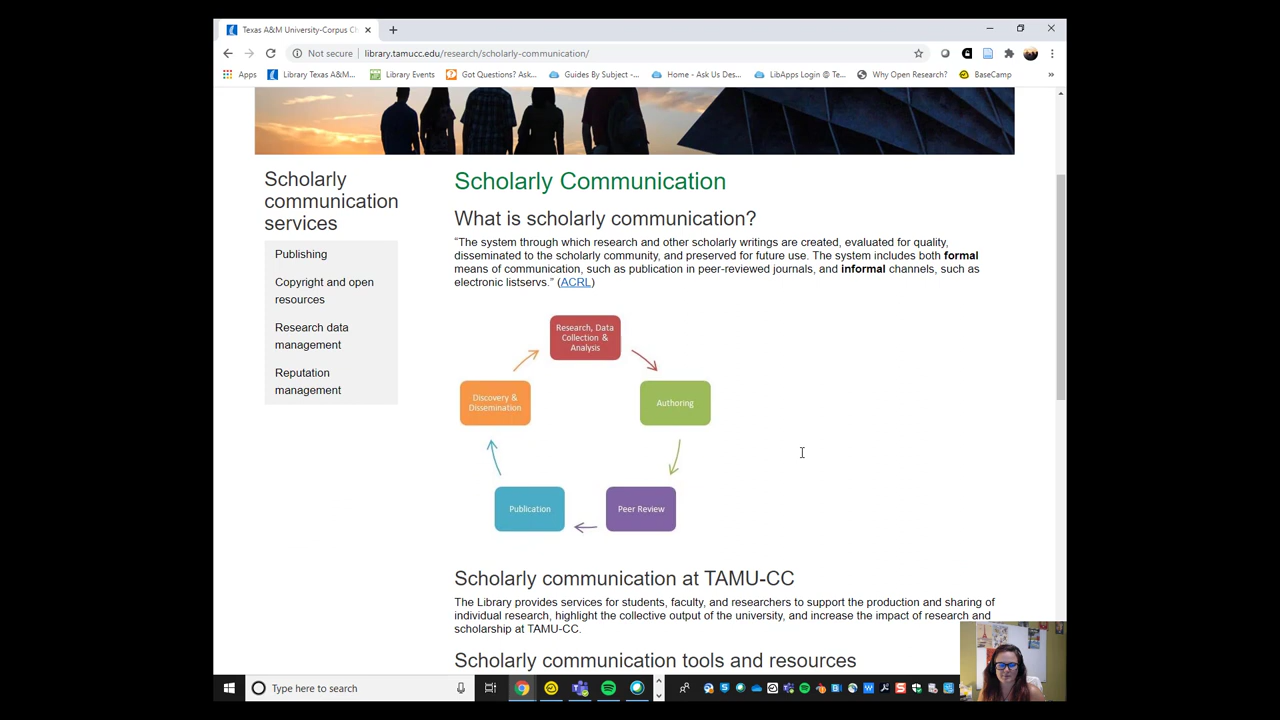 Texas A&M University-Corpus Ch
Not secure library.tamucc.edu/research/scholarly-communication/
Apps Library Texas A&M... Library Events Got Questions? Ask... Guides By Subject -... Home - Ask Us Des... LibApps Login @ Te... Why Open Research? BaseCamp »
Scholarly
communication
services
Publishing
Copyright and open
resources
Research data
management
Reputation
management
Scholarly Communication
What is scholarly communication?
“The system through which research and other scholarly writings are created, evaluated for quality,
disseminated to the scholarly community, and preserved for future use. The system includes both formal
means of communication, such as publication in peer-reviewed journals, and informal channels, such as
electronic listservs.” (ACRL)
Research, Data
Collection &
Analysis
Authoring
Peer Review
Publication
Discovery &
Dissemination
Scholarly communication at TAMU-CC
The Library provides services for students, faculty, and researchers to support the production and sharing of
individual research, highlight the collective output of the university, and increase the impact of research and
scholarship at TAMU-CC.
Scholarly communication tools and resources
Type here to search